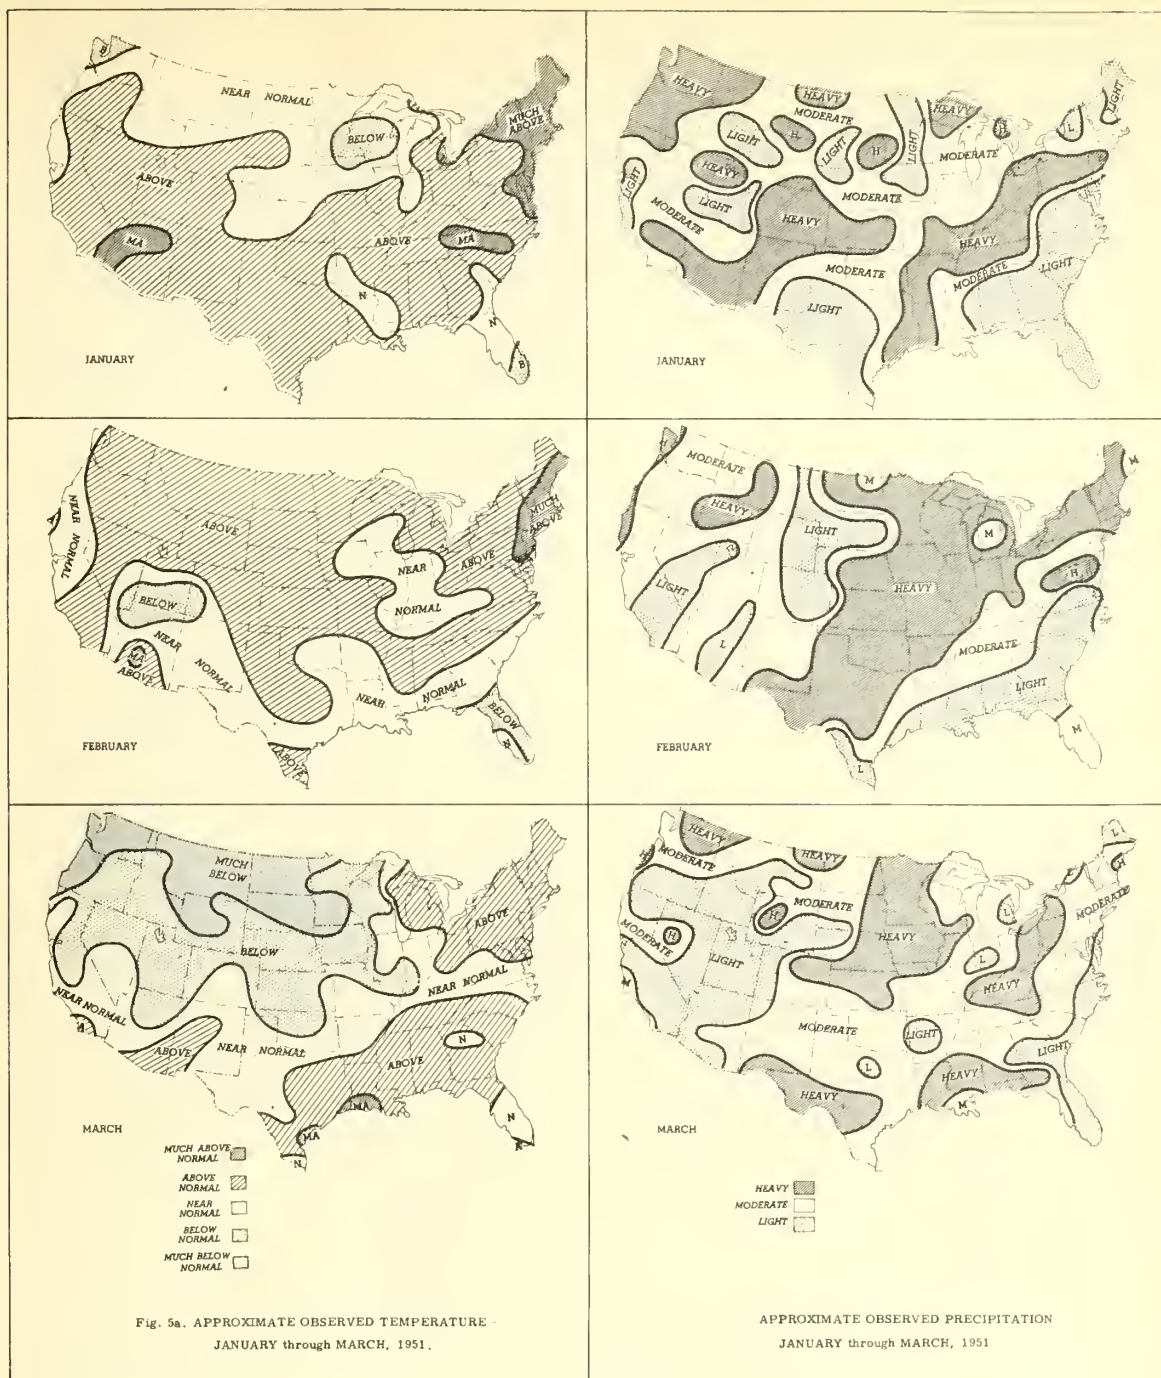 B
NEAR NORMAL
MUCH
ABOVE
BELOW
ABOVE
MA
ABOVE
MA
N
N
B
JANUARY
HEAVY
HEAVY
MODERATE
LIGHT
H
LIGHT
H
LIGHT
HEAVY
H
L
LIGHT
MODERATE
HEAVY
LIGHT
LIGHT
MODERATE
MODERATE
HEAVY
HEAVY
MODERATE
MODERATE
LIGHT
LIGHT
L
JANUARY
NEAR NORMAL
A
ABOVE
MUCH
ABOVE
NEAR
NORMAL
ABOVE
BELOW
NEAR
NORMAL
MA
ABOVE
NEAR
NORMAL
BELOW
N
ABOVE
FEBRUARY
H
MODERATE
HEAVY
LIGHT
M
M
M
LIGHT
HEAVY
H
L
MODERATE
LIGHT
M
L
FEBRUARY
MUCH
BELOW
ABOVE
BELOW
NEAR NORMAL
NEAR NORMAL
A
ABOVE
NEAR NORMAL
ABOVE
N
MA
MA
N
N
A
MARCH
MUCH ABOVE
NORMAL
ABOVE
NORMAL
NEAR
NORMAL
BELOW
NORMAL
MUCH BELOW
NORMAL
HEAVY
H
MODERATE
HEAVY
MODERATE
H
MODERATE
H
LIGHT
HEAVY
L
L
L
L
H
MODERATE
HEAVY
M
MODERATE
LIGHT
L
LIGHT
HEAVY
HEAVY
M
MARCH
HEAVY
MODERATE
LIGHT
Fig. 5a. APPROXIMATE OBSERVED TEMPERATURE
JANUARY through MARCH, 1951.
APPROXIMATE OBSERVED PRECIPITATION
JANUARY through MARCH, 1951